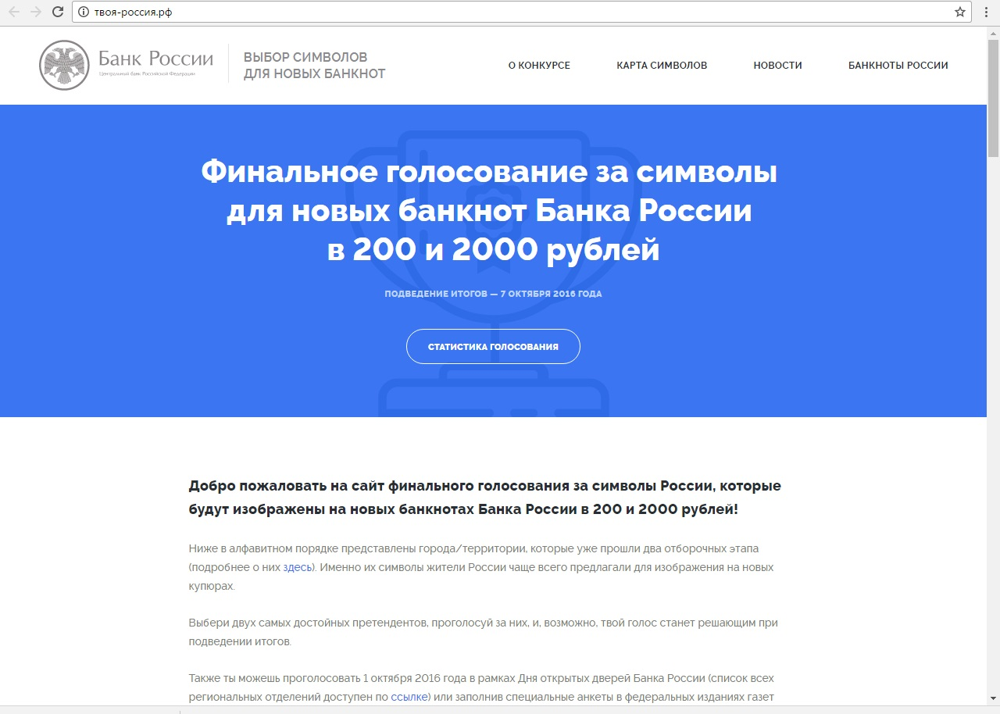 твоя-россия.рф
Банк России
Центральный банк Российской Федерации
ВЫБОР СИМВОЛОВ
ДЛЯ НОВЫХ БАНКНОТ
О КОНКУРСЕ
КАРТА СИМВОЛОВ
НОВОСТИ
БАНКНОТЫ РОССИИ
Финальное голосование за символы
для новых банкнот Банка России
в 200 и 2000 рублей
ПОДВЕДЕНИЕ ИТОГОВ — 7 ОКТЯБРЯ 2016 ГОДА
СТАТИСТИКА ГОЛОСОВАНИЯ
Добро пожаловать на сайт финального голосования за символы России, которые
будут изображены на новых банкнотах Банка России в 200 и 2000 рублей!
Ниже в алфавитном порядке представлены города/территории, которые уже прошли два отборочных этапа
(подробнее о них здесь). Именно их символы жители России чаще всего предлагали для изображения на новых
купюрах.
Выбери двух самых достойных претендентов, проголосуй за них, и, возможно, твой голос станет решающим при
подведении итогов.
Также ты можешь проголосовать 1 октября 2016 года в рамках Дня открытых дверей Банка России (список всех
региональных отделений доступен по ссылке) или заполнив специальные анкеты в федеральных изданиях газет